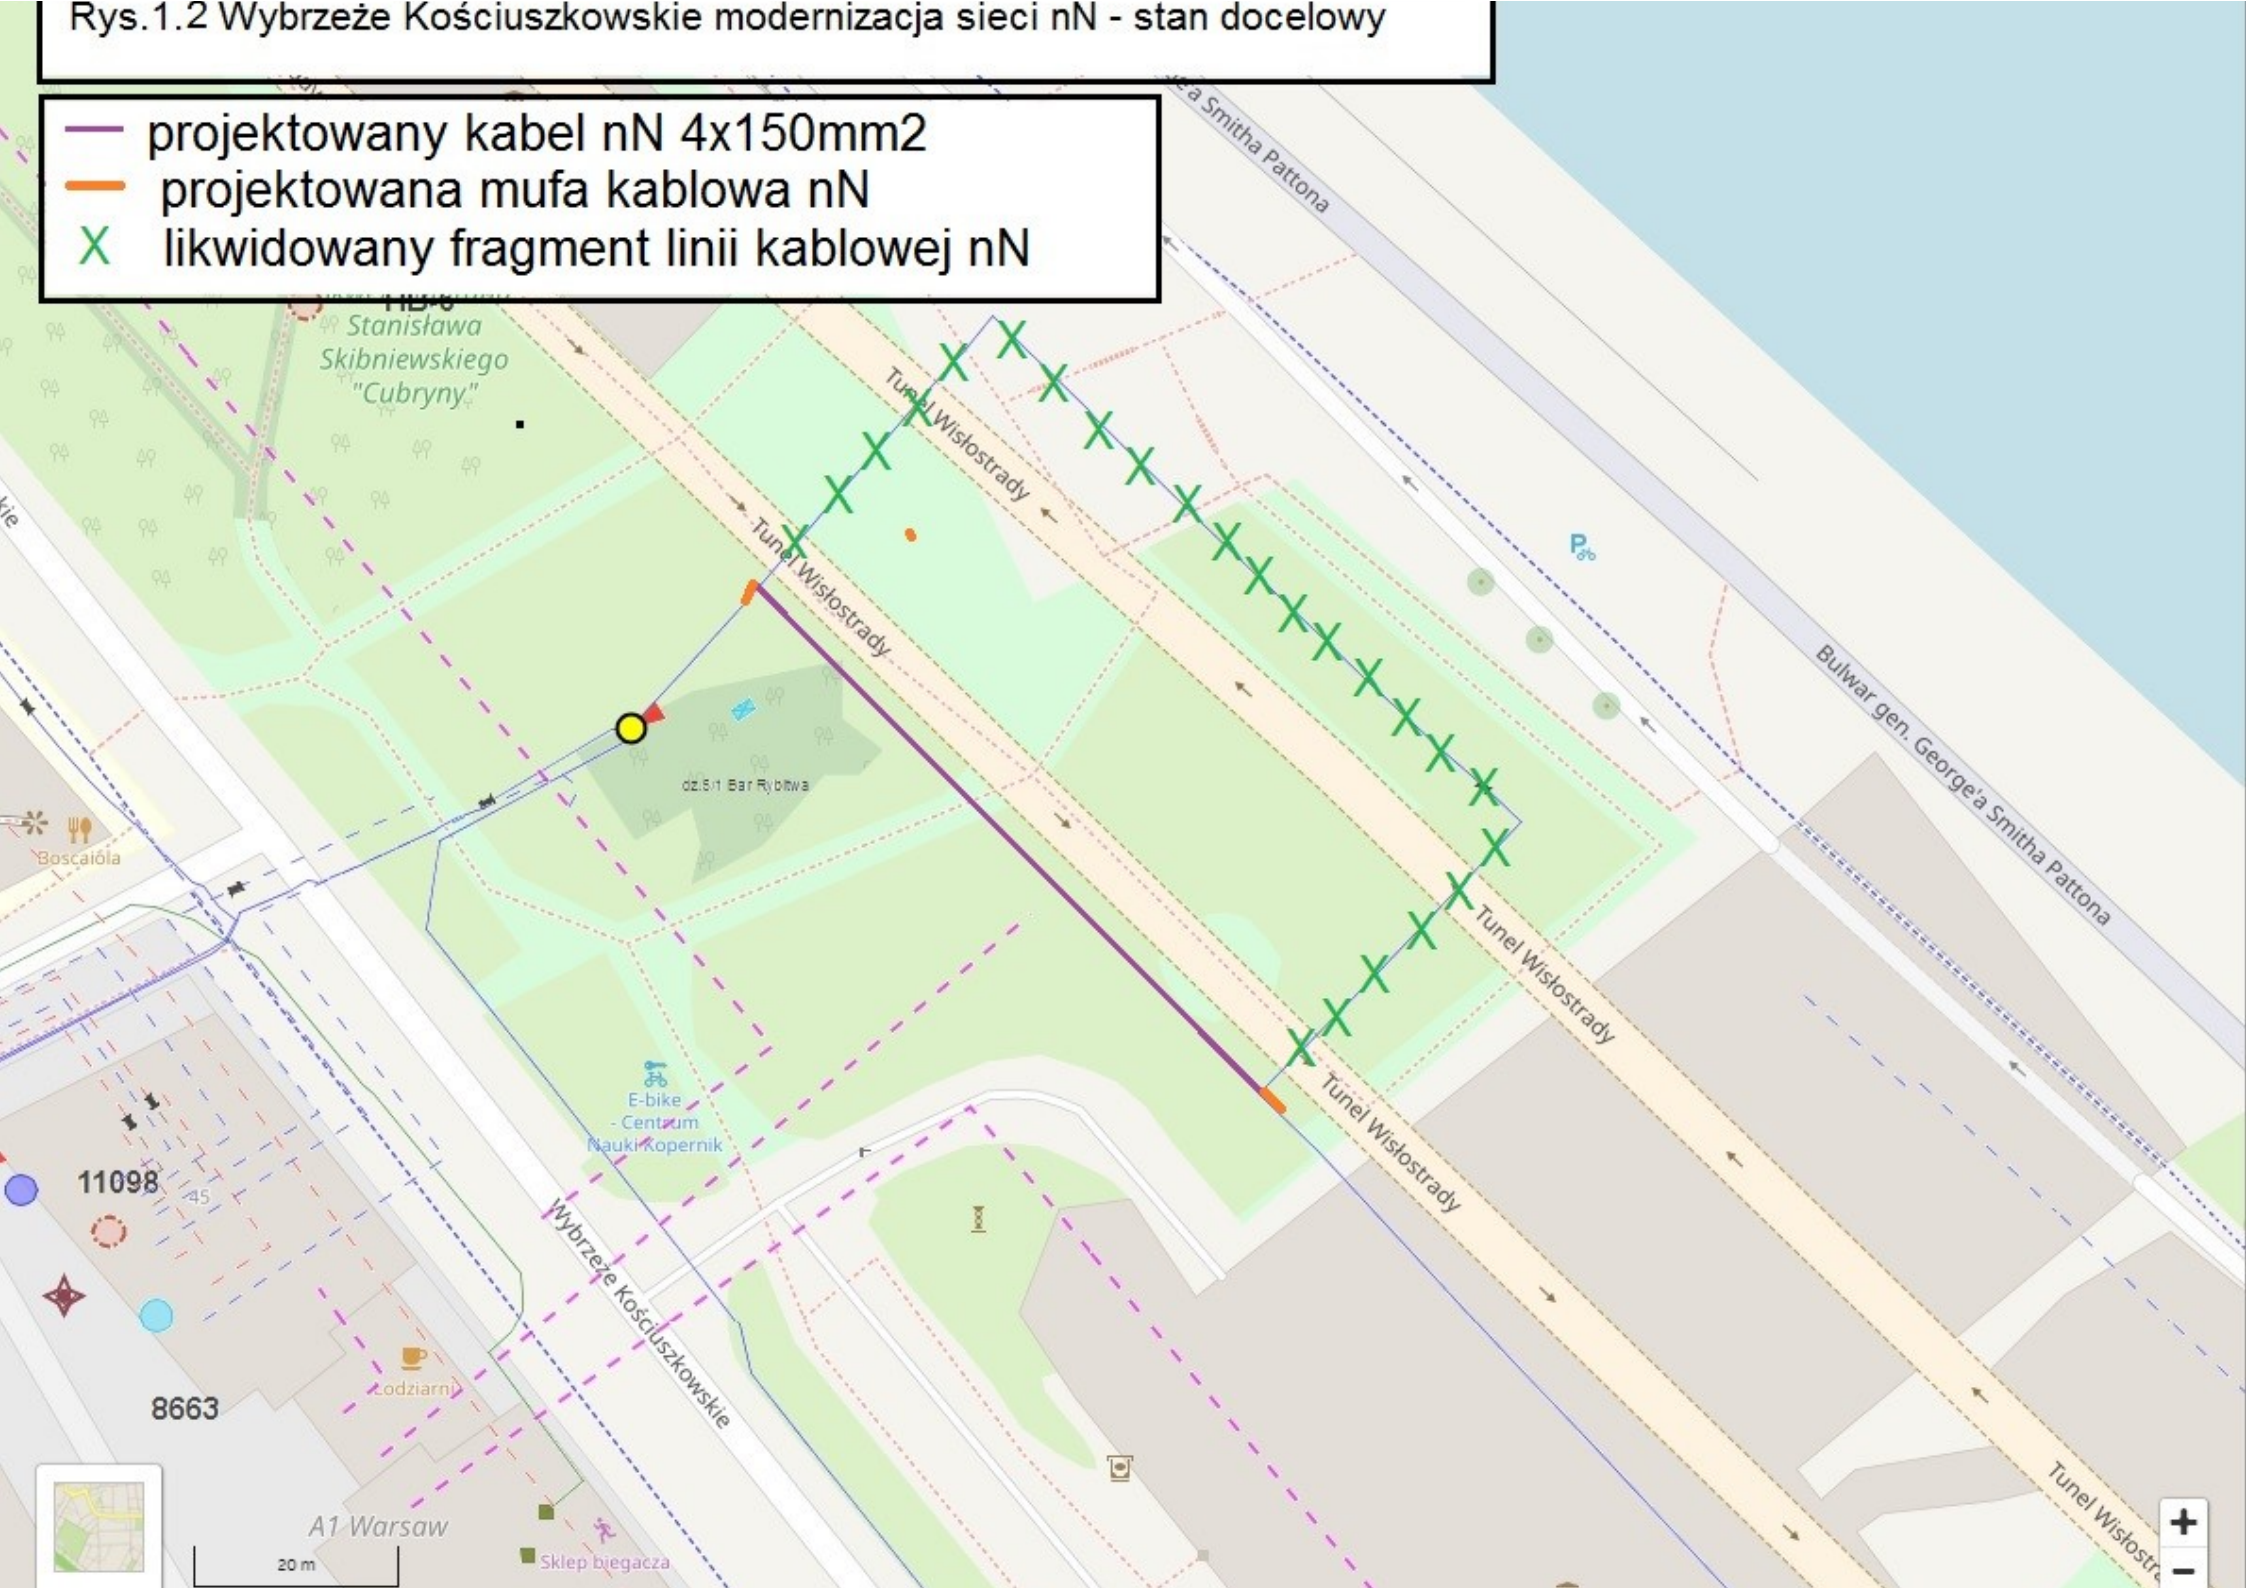 Rys.1.2 Wybrzeże Kościuszkowskie modernizacja sieci nN - stan docelowy
projektowany kabel nN 4x150mm2
projektowana mufa kablowa nN
X likwidowany fragment linii kablowej nN
Smitha Pattona
Stanisława
Skibniewskiego
"Cubryny"
Tunel Wisłostrady
Tunel Wisłostrady
P
Bulwar gen. George'a Smitha Pattona
dz.5/1 Bar Rybitwa
Boscaióla
Tunel Wisłostrady
Tunel Wisłostrady
E-bike
- Centrum
Nauki Kopernik
11098
45
Wybrzeże Kościuszkowskie
8663
A1 Warsaw
Sklep biegacza
20 m
+
−